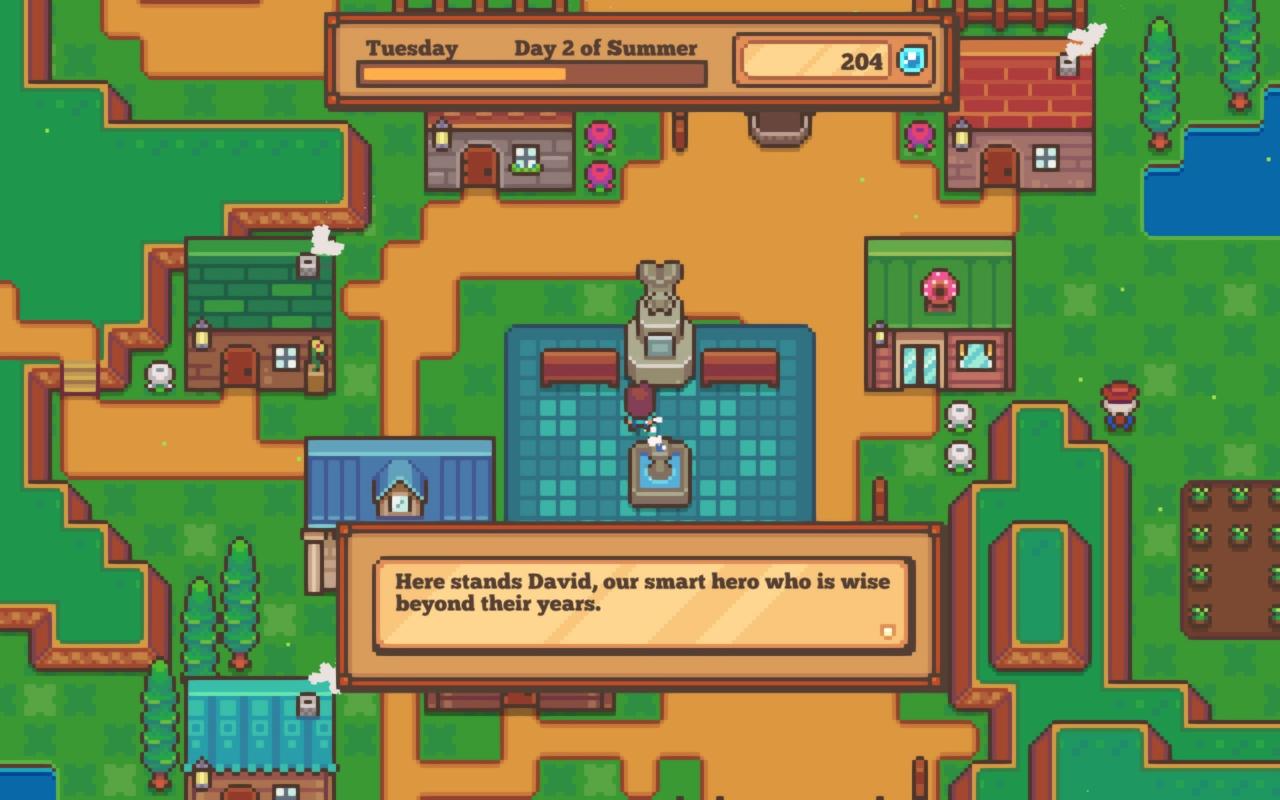 Tuesday Day 2 of Summer 204
Here stands David, our smart hero who is wise
beyond their years.